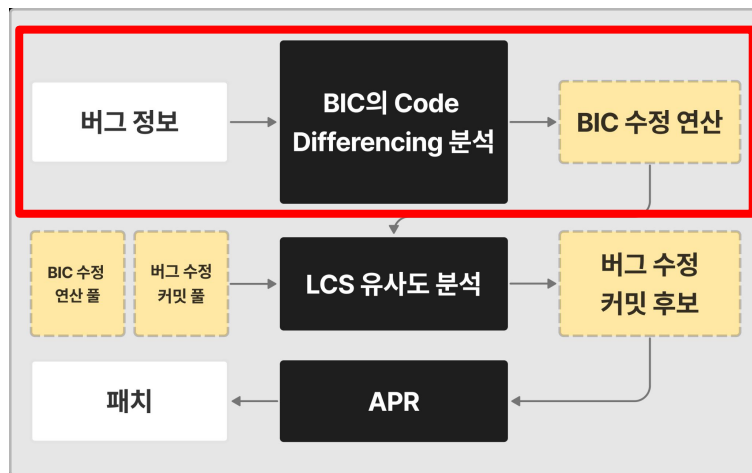 버그 정보
BIC의 Code
Differencing 분석
BIC 수정 연산
BIC 수정
연산 풀
버그 수정
커밋 풀
LCS 유사도 분석
버그 수정
커밋 후보
패치
APR